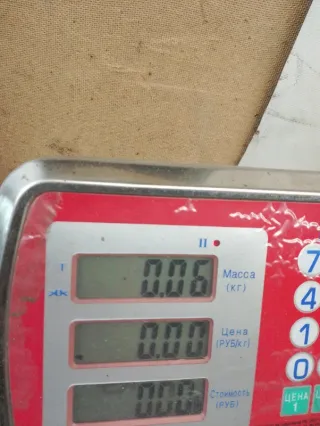 II
T
0.06 Масса
(кг) 7
4
0.00 Цена
(РУБ/кг) 1
0
0.00 Стоимость
(РУБ) ЦЕНА
1